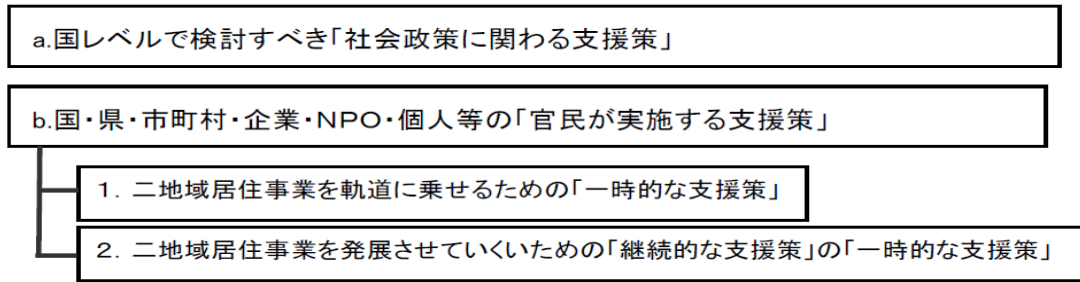 a.国レベルで検討すべき「社会政策に関わる支援策」
b.国・県・市町村・企業・NPO・個人等の「官民が実施する支援策」
1．二地域居住事業を軌道に乗せるための「一時的な支援策」
2．二地域居住事業を発展させていくいための「継続的な支援策」の「一時的な支援策」